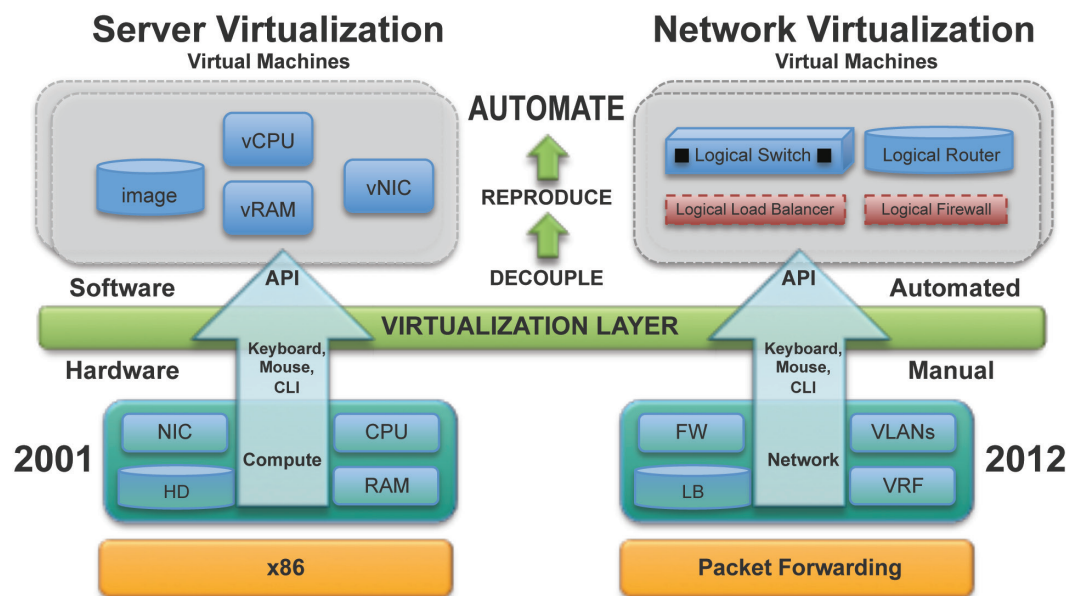 Server Virtualization
Virtual Machines
Network Virtualization
Virtual Machines
AUTOMATE
REPRODUCE
DECOUPLE
image
vCPU
vRAM
vNIC
Logical Switch
Logical Router
Logical Load Balancer
Logical Firewall
API
API
Software
Automated
VIRTUALIZATION LAYER
Hardware
Manual
Keyboard,
Mouse,
CLI
Keyboard,
Mouse,
CLI
2001
NIC
CPU
Compute
HD
RAM
FW
VLANs
Network
LB
VRF
2012
x86
Packet Forwarding